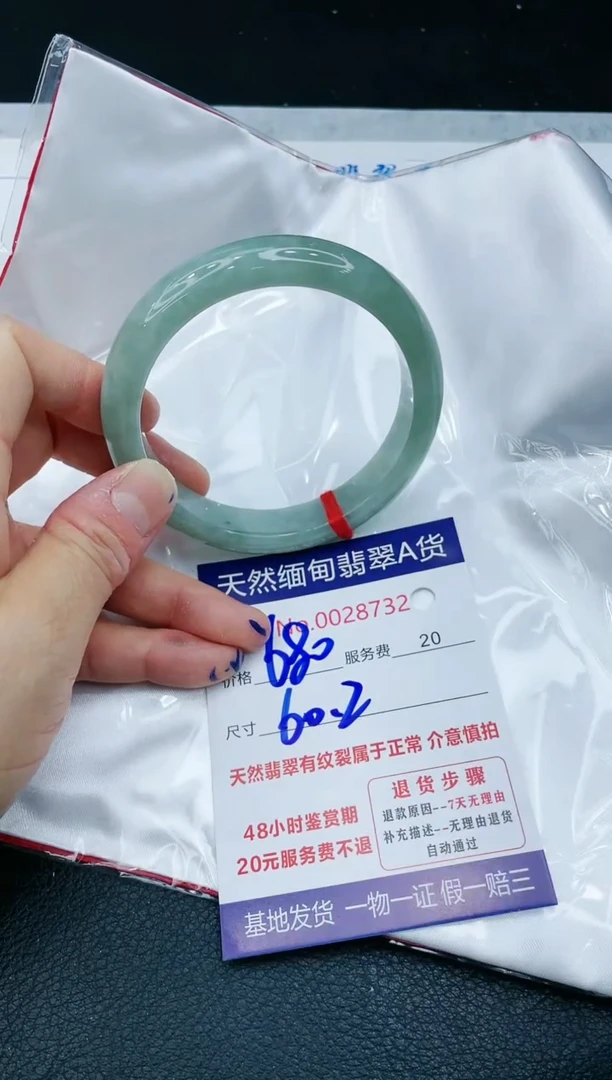 天然缅甸翡翠A货
No.0028732
价格 680 服务费 20
尺寸 60.2
天然翡翠有纹裂属于正常 介意慎拍
48小时鉴赏期
20元服务费不退
退货步骤
退款原因--7天无理由
补充描述--无理由退货
自动通过
基地发货 一物一证 假一赔三